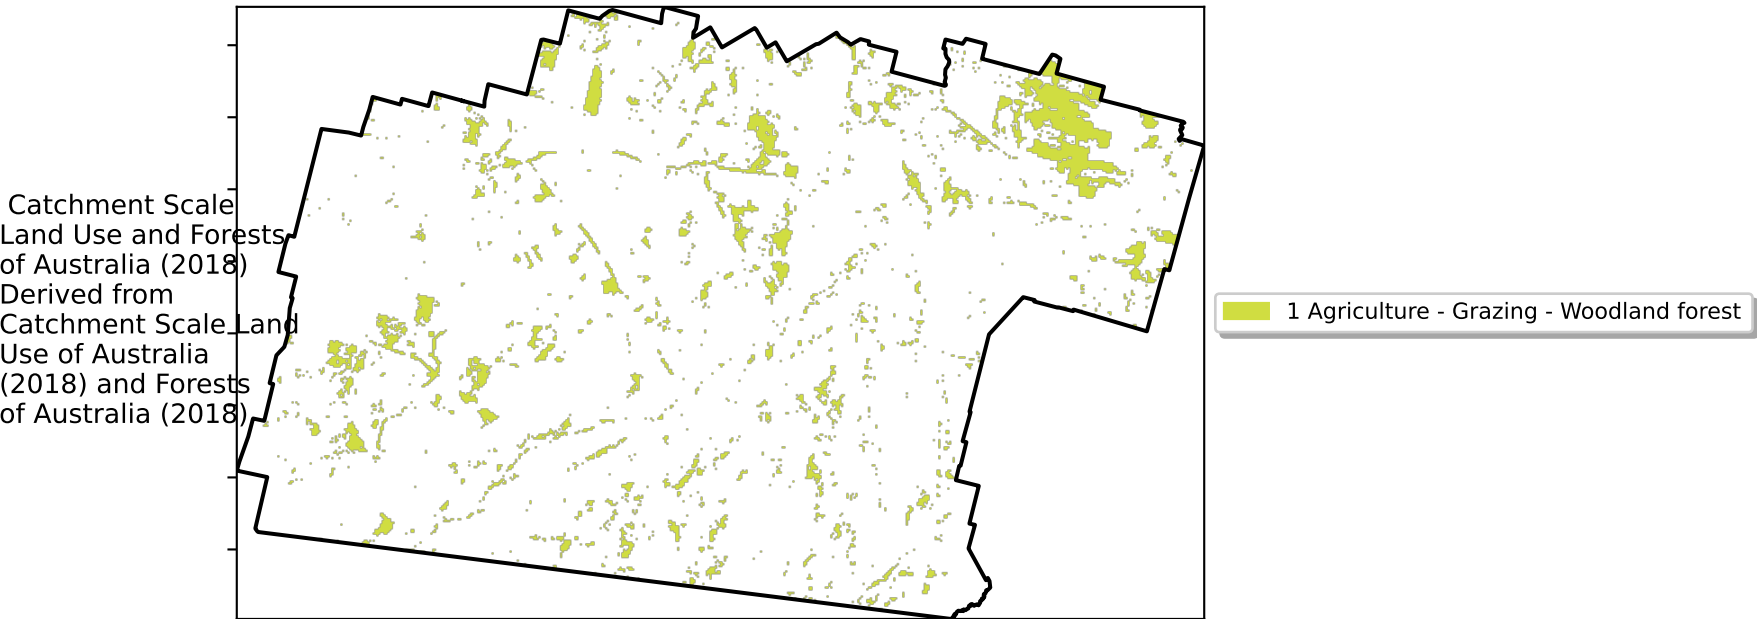 Catchment Scale
Land Use and Forests
of Australia (2018)
Derived from
Catchment Scale Land
Use of Australia
(2018) and Forests
of Australia (2018)
1 Agriculture - Grazing - Woodland forest